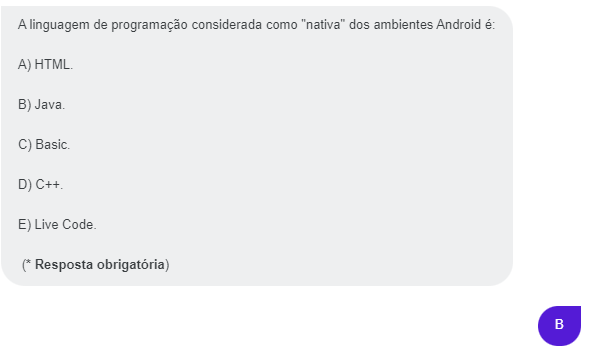 A linguagem de programação considerada como "nativa" dos ambientes Android é:
A) HTML.
B) Java.
C) Basic.
D) C++.
E) Live Code.
(* Resposta obrigatória)
B